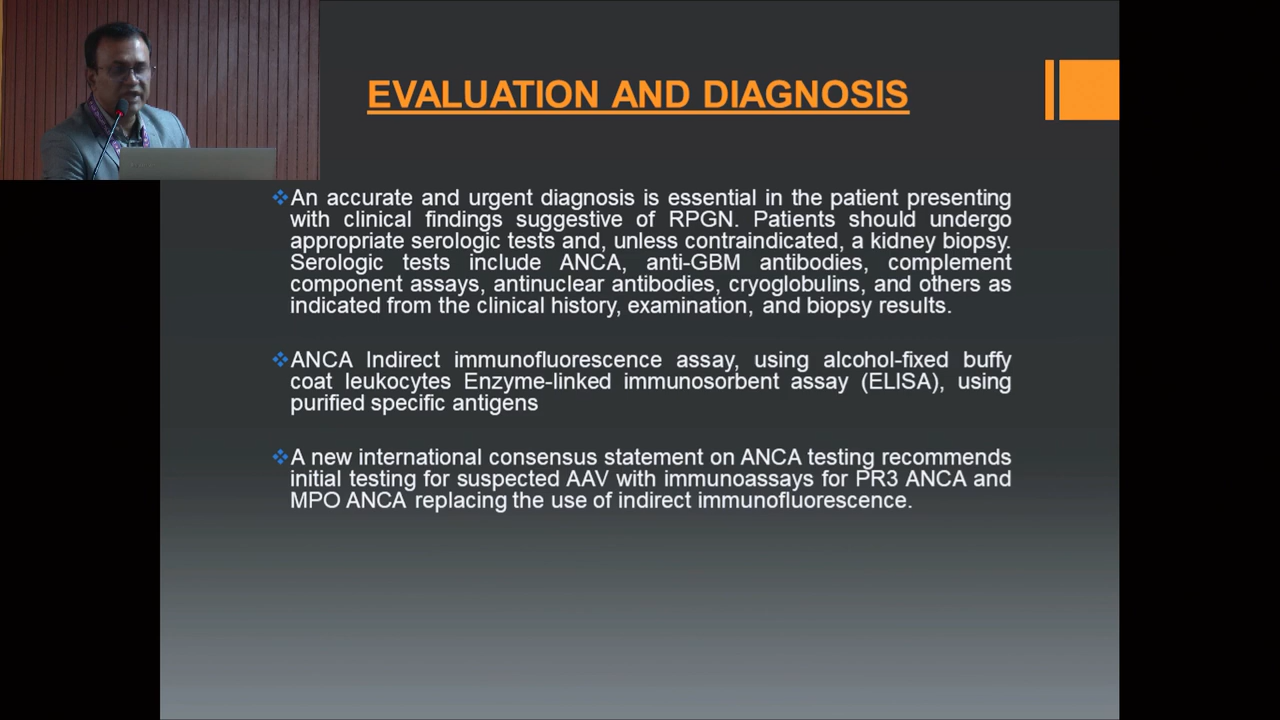 EVALUATION AND DIAGNOSIS
❖An accurate and urgent diagnosis is essential in the patient presenting
with clinical findings suggestive of RPGN. Patients should undergo
appropriate serologic tests and, unless contraindicated, a kidney biopsy.
Serologic tests include ANCA, anti-GBM antibodies, complement
component assays, antinuclear antibodies, cryoglobulins, and others as
indicated from the clinical history, examination, and biopsy results.
❖ANCA Indirect immunofluorescence assay, using alcohol-fixed buffy
coat leukocytes Enzyme-linked immunosorbent assay (ELISA), using
purified specific antigens
❖A new international consensus statement on ANCA testing recommends
initial testing for suspected AAV with immunoassays for PR3 ANCA and
MPO ANCA replacing the use of indirect immunofluorescence.